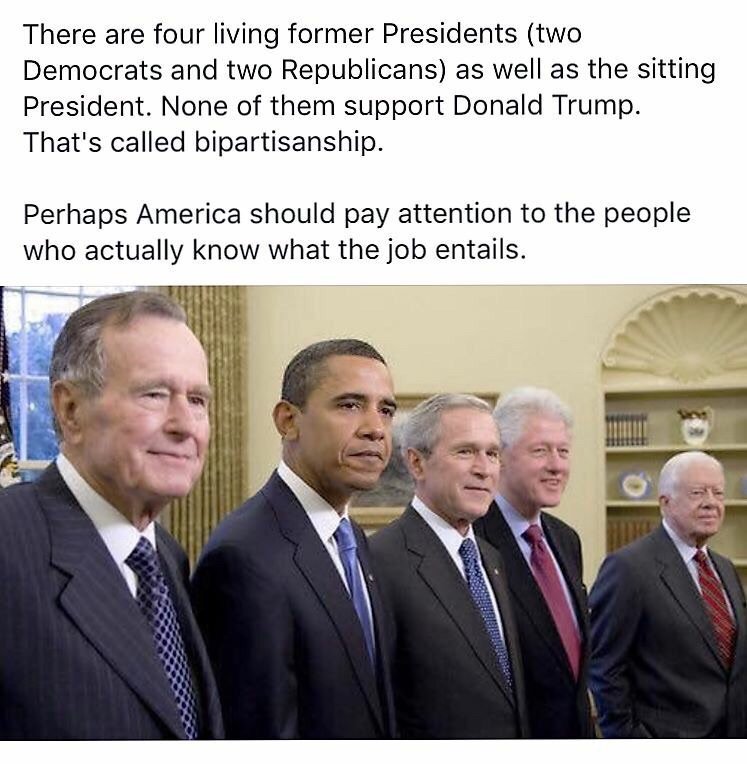 There are four living former Presidents (two
Democrats and two Republicans) as well as the sitting
President. None of them support Donald Trump.
That's called bipartisanship.
Perhaps America should pay attention to the people
who actually know what the job entails.